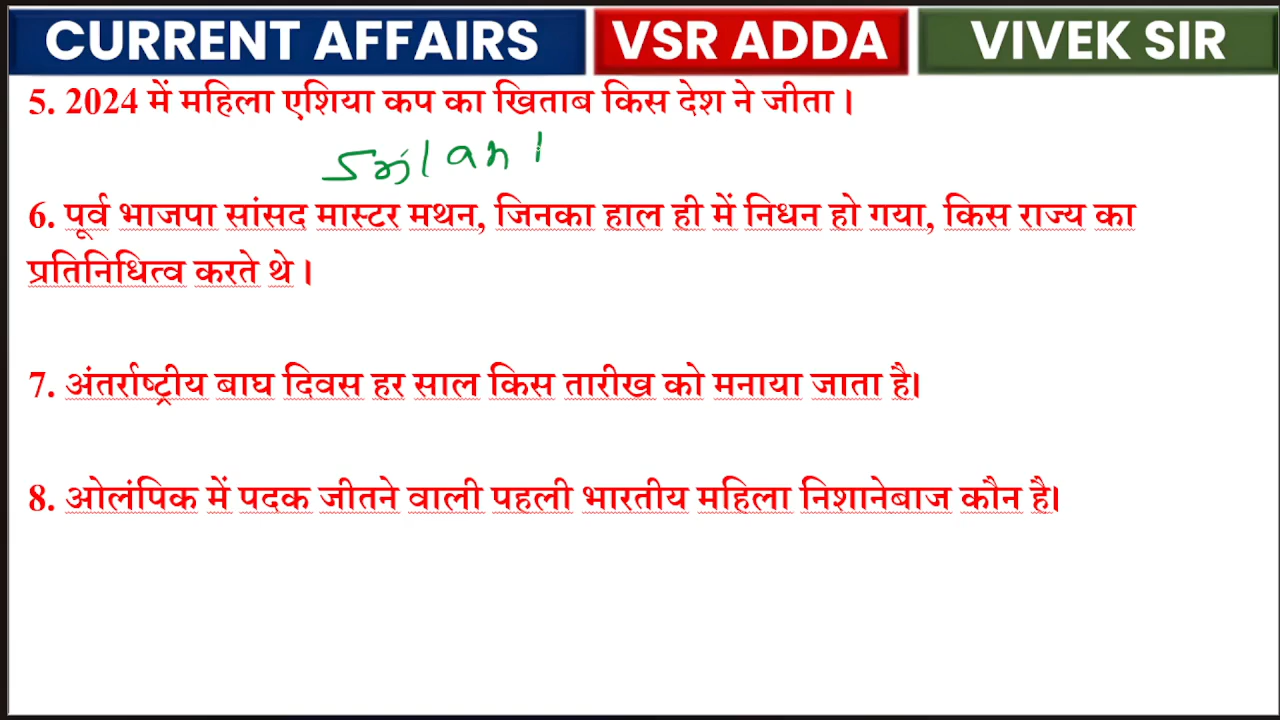 CURRENT AFFAIRS VSR ADDA VIVEK SIR
5. 2024 में महिला एशिया कप का खिताब किस देश ने जीता।
Srilan
6. पूर्व भाजपा सांसद मास्टर मथन, जिनका हाल ही में निधन हो गया, किस राज्य का
प्रतिनिधित्व करते थे।
7. अंतर्राष्ट्रीय बाघ दिवस हर साल किस तारीख को मनाया जाता है।
8. ओलंपिक में पदक जीतने वाली पहली भारतीय महिला निशानेबाज कौन है।